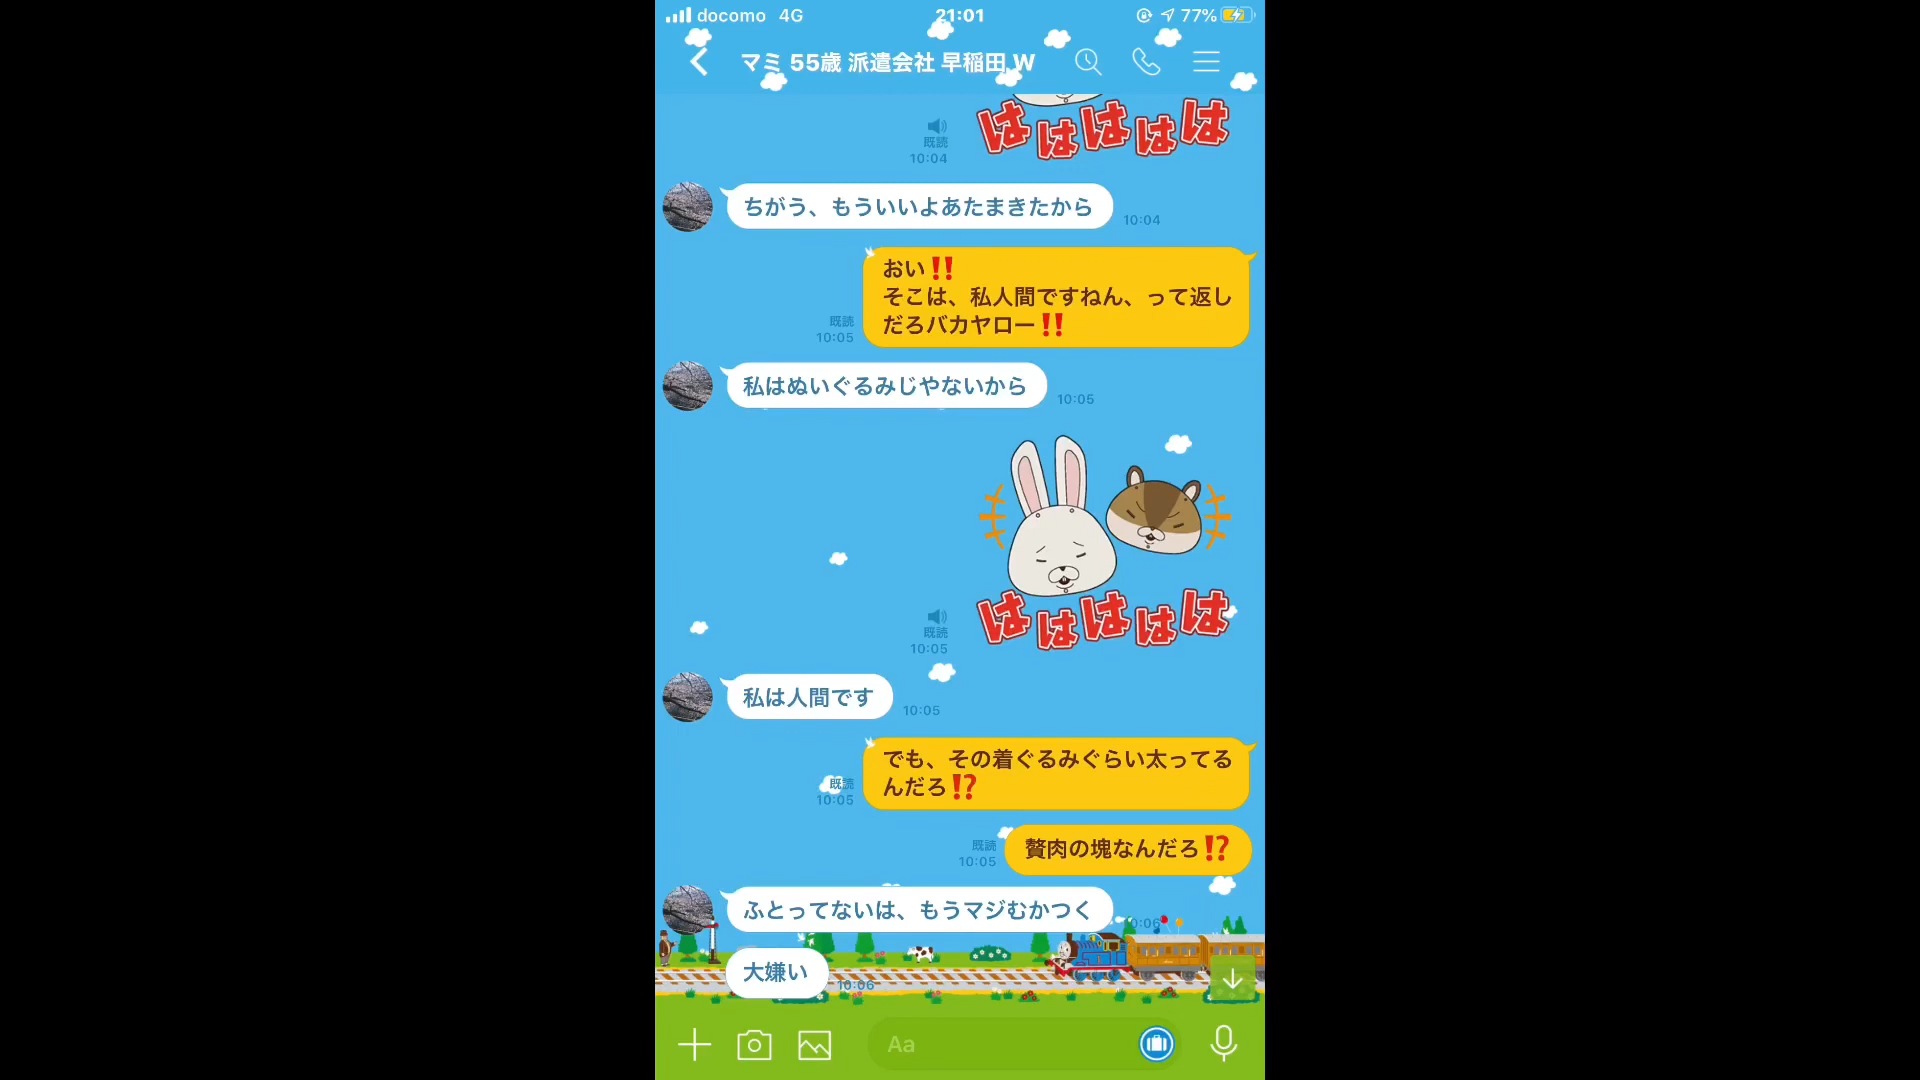 docomo 4G 21:01 77%
マミ 55歳 派遣会社 早稲田 W
はははははは
既読
10:04
ちがう、もういいよあたまきたから
10:04
おい‼️
そこは、私人間ですねん、って返し
だろバカヤロー‼️
既読
10:05
私はぬいぐるみじやないから
10:05
ははははは
既読
10:05
私は人間です
10:05
でも、その着ぐるみぐらい太ってる
んだろ⁉️
既読
10:05
贅肉の塊なんだろ⁉️
既読
10:05
ふとってないは、もうマジむかつく
10:06
大嫌い
10:06
Aa